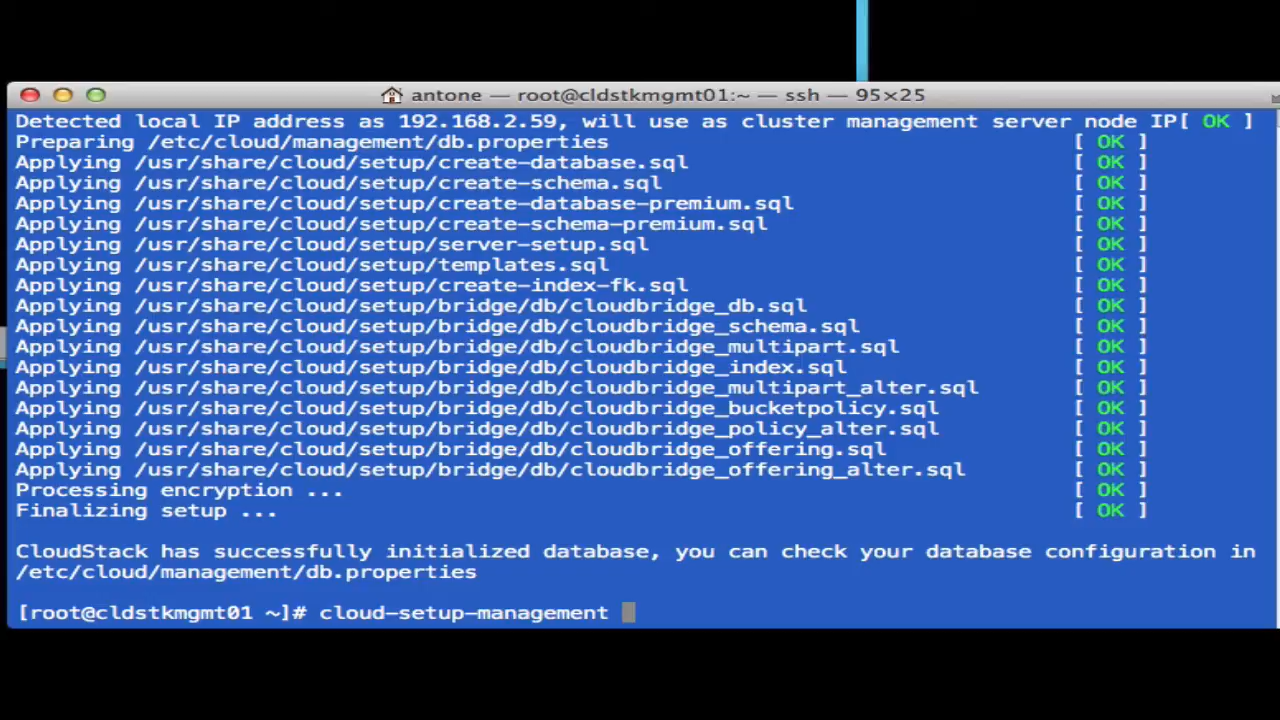 antone — root@cldstkmgmt01:~ — ssh — 95×25
Detected local IP address as 192.168.2.59, will use as cluster management server node IP[ OK ]
Preparing /etc/cloud/management/db.properties [ OK ]
Applying /usr/share/cloud/setup/create-database.sql [ OK ]
Applying /usr/share/cloud/setup/create-schema.sql [ OK ]
Applying /usr/share/cloud/setup/create-database-premium.sql [ OK ]
Applying /usr/share/cloud/setup/create-schema-premium.sql [ OK ]
Applying /usr/share/cloud/setup/server-setup.sql [ OK ]
Applying /usr/share/cloud/setup/templates.sql [ OK ]
Applying /usr/share/cloud/setup/create-index-fk.sql [ OK ]
Applying /usr/share/cloud/setup/bridge/db/cloudbridge_db.sql [ OK ]
Applying /usr/share/cloud/setup/bridge/db/cloudbridge_schema.sql [ OK ]
Applying /usr/share/cloud/setup/bridge/db/cloudbridge_multipart.sql [ OK ]
Applying /usr/share/cloud/setup/bridge/db/cloudbridge_index.sql [ OK ]
Applying /usr/share/cloud/setup/bridge/db/cloudbridge_multipart_alter.sql [ OK ]
Applying /usr/share/cloud/setup/bridge/db/cloudbridge_bucketpolicy.sql [ OK ]
Applying /usr/share/cloud/setup/bridge/db/cloudbridge_policy_alter.sql [ OK ]
Applying /usr/share/cloud/setup/bridge/db/cloudbridge_offering.sql [ OK ]
Applying /usr/share/cloud/setup/bridge/db/cloudbridge_offering_alter.sql [ OK ]
Processing encryption ... [ OK ]
Finalizing setup ... [ OK ]
CloudStack has successfully initialized database, you can check your database configuration in
/etc/cloud/management/db.properties
[root@cldstkmgmt01 ~]# cloud-setup-management